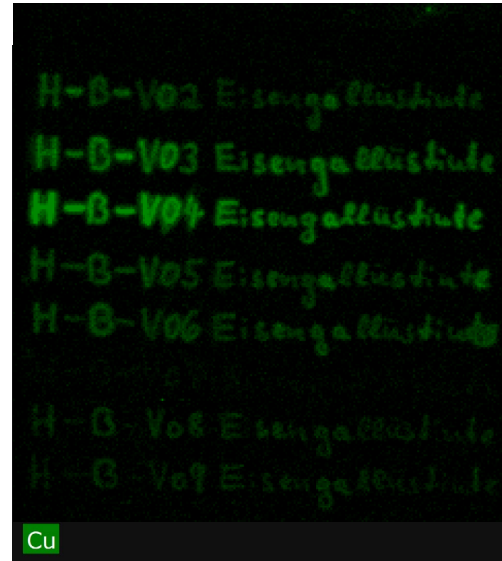 H-B-V02 Eisengallustinte
H-B-V03 Eisengallustinte
H-B-V04 Eisengallustinte
H-B-V05 Eisengallustinte
H-B-V06 Eisengallustinte
H-B-V08 Eisengallustinte
H-B-V09 Eisengallustinte
Cu